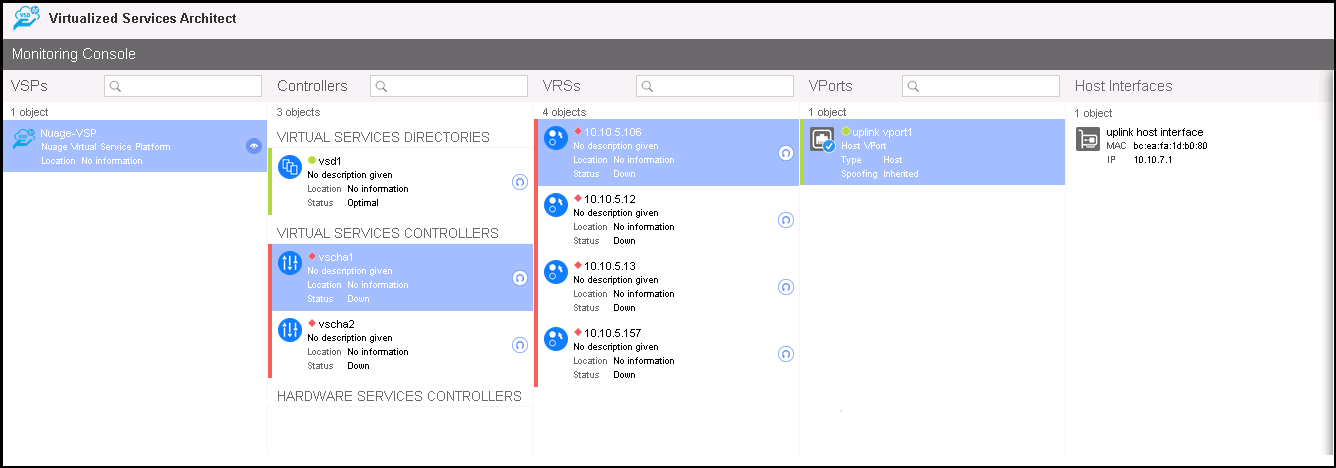 VSD
Virtualized Services Architect
Monitoring Console
VSPs
1 object
Nuage-VSP
Nuage Virtual Service Platform
Location No information
Controllers
3 objects
VIRTUAL SERVICES DIRECTORIES
vsd1
No description given
Location No information
Status Optimal
VIRTUAL SERVICES CONTROLLERS
vscha1
No description given
Location No information
Status Down
vscha2
No description given
Location No information
Status Down
HARDWARE SERVICES CONTROLLERS
VRSs
4 objects
10.10.5.106
No description given
Location No information
Status Down
10.10.5.12
No description given
Location No information
Status Down
10.10.5.13
No description given
Location No information
Status Down
10.10.5.157
No description given
Location No information
Status Down
VPorts
1 object
uplink vport1
Host VPort
Type Host
Spoofing Inherited
Host Interfaces
1 object
uplink host interface
MAC bc:ea:fa:1d:b0:80
IP 10.10.7.1